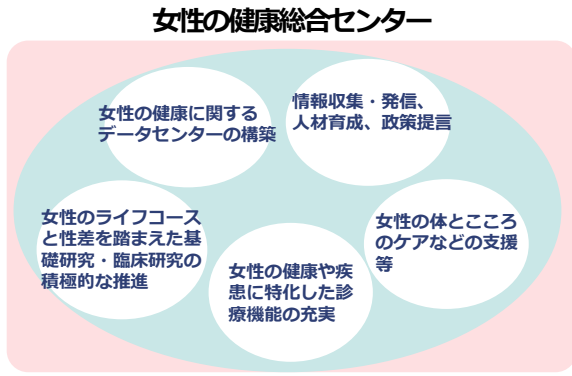 女性の健康総合センター
女性の健康に関する
データセンターの構築
情報収集・発信、
人材育成、政策提言
女性のライフコース
と性差を踏まえた基
礎研究・臨床研究の
積極的な推進
女性の健康や疾
患に特化した診
療機能の充実
女性の体とこころ
のケアなどの支援
等